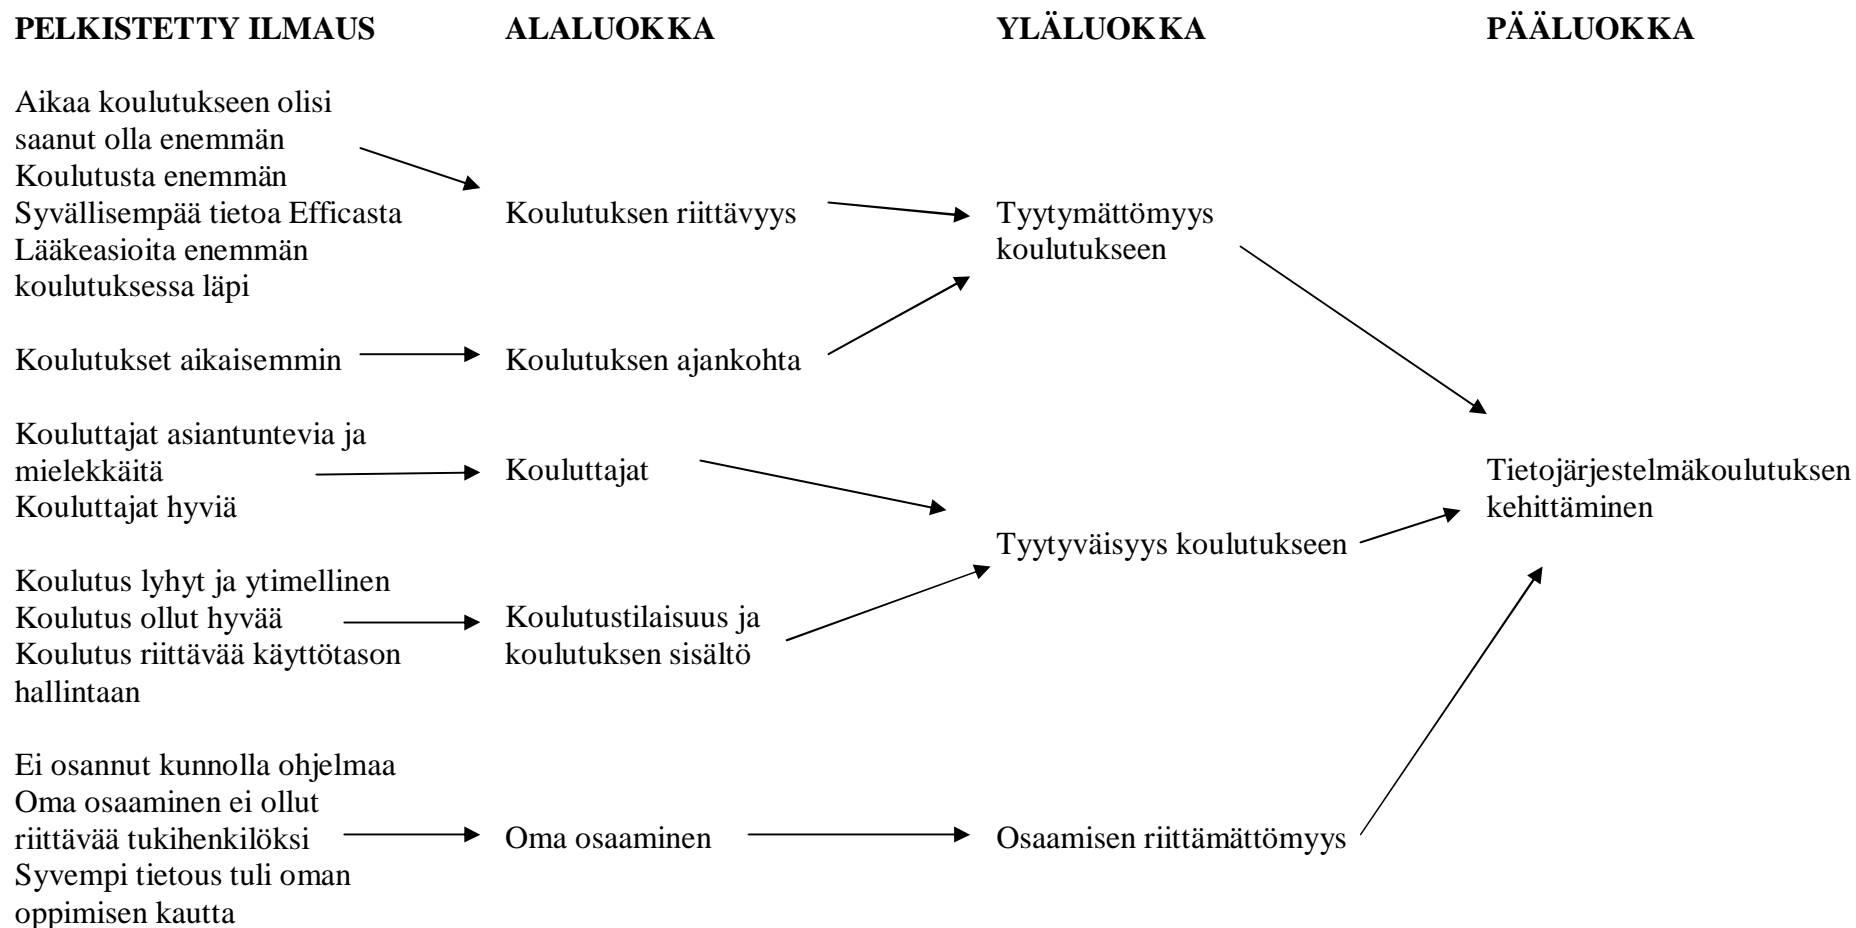 PELKISTETTY ILMAUS ALALUOKKA YLÄLUOKKA PÄÄLUOKKA
Aikaa koulutukseen olisi
saanut olla enemmän
Koulutusta enemmän
Syvällisempää tietoa Efficasta
Lääkeasioita enemmän
koulutuksessa läpi
Koulutuksen riittävyys
Tyytymättömyys
koulutukseen
Koulutukset aikaisemmin
Koulutuksen ajankohta
Kouluttajat asiantuntevia ja
mielekkäitä
Kouluttajat hyviä
Kouluttajat
Tyytyväisyys koulutukseen
Tietojärjestelmäkoulutuksen
kehittäminen
Koulutus lyhyt ja ytimellinen
Koulutus ollut hyvää
Koulutus riittävää käyttötason
hallintaan
Koulutustilaisuus ja
koulutuksen sisältö
Ei osannut kunnolla ohjelmaa
Oma osaaminen ei ollut
riittävää tukihenkilöksi
Syvempi tietous tuli oman
oppimisen kautta
Oma osaaminen
Osaamisen riittämättömyys